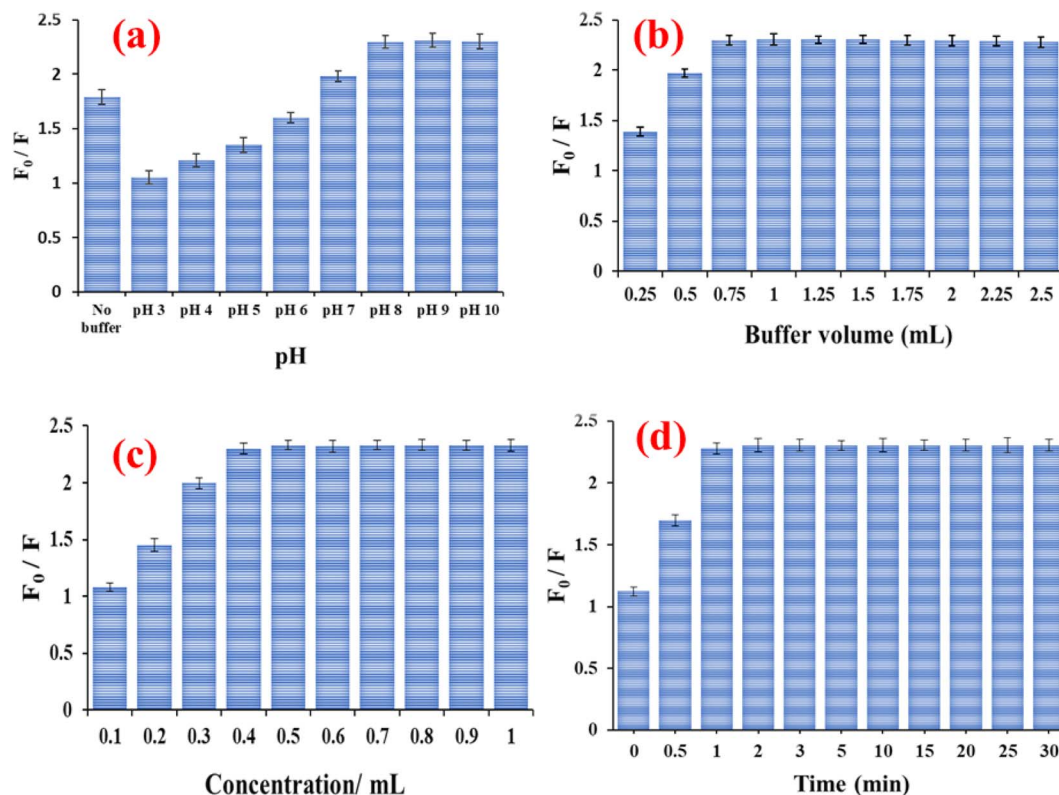 (a)
F₀ / F
2.5
2
1.5
1
0.5
0
No buffer pH 3 pH 4 pH 5 pH 6 pH 7 pH 8 pH 9 pH 10
pH
(b)
F₀ / F
2.5
2
1.5
1
0.5
0
0.25 0.5 0.75 1 1.25 1.5 1.75 2 2.25 2.5
Buffer volume (mL)
(c)
F₀ / F
2.5
2
1.5
1
0.5
0
0.1 0.2 0.3 0.4 0.5 0.6 0.7 0.8 0.9 1
Concentration/ mL
(d)
F₀ / F
2.5
2
1.5
1
0.5
0
0 0.5 1 2 3 5 10 15 20 25 30
Time (min)